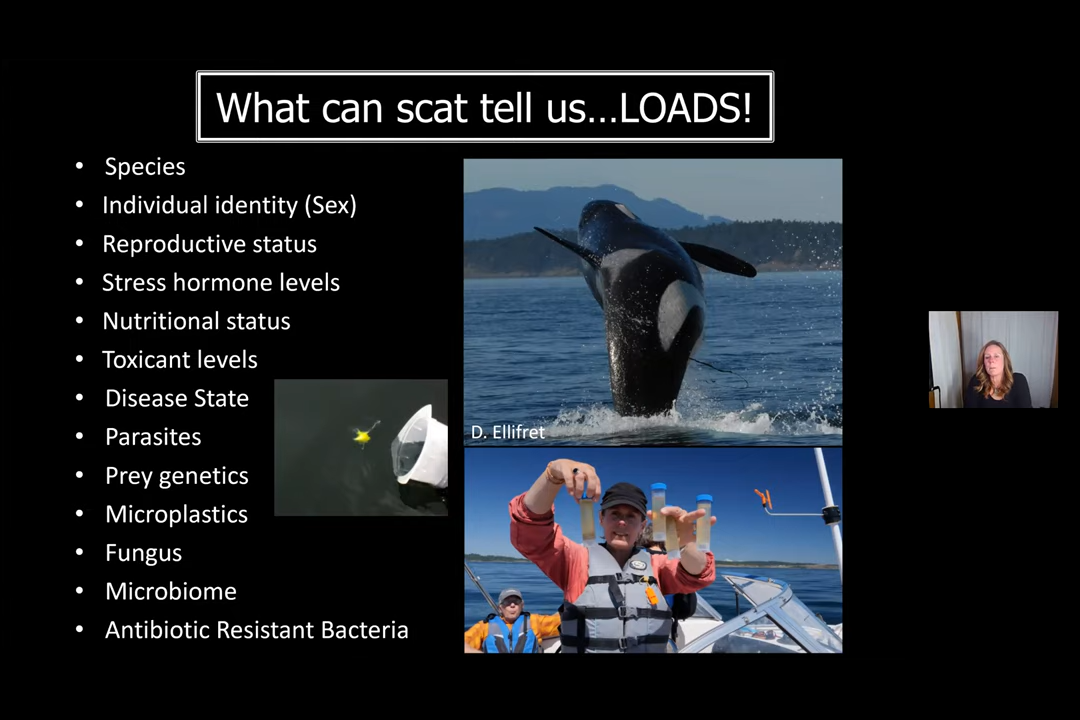 What can scat tell us...LOADS!
• Species
• Individual identity (Sex)
• Reproductive status
• Stress hormone levels
• Nutritional status
• Toxicant levels
• Disease State
• Parasites
• Prey genetics
• Microplastics
• Fungus
• Microbiome
• Antibiotic Resistant Bacteria
D. Ellifret